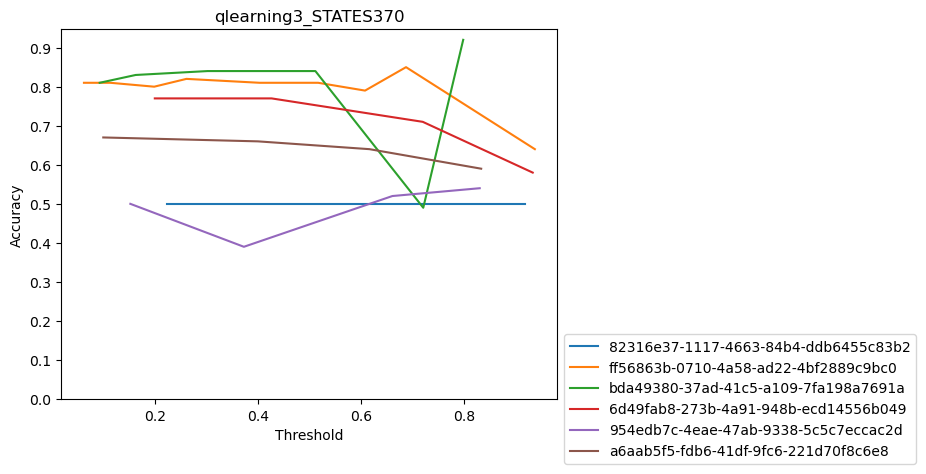 qlearning3_STATES370
Accuracy
0.9
0.8
0.7
0.6
0.5
0.4
0.3
0.2
0.1
0.0
0.2 0.4 0.6 0.8
Threshold
82316e37-1117-4663-84b4-ddb6455c83b2
ff56863b-0710-4a58-ad22-4bf2889c9bc0
bda49380-37ad-41c5-a109-7fa198a7691a
6d49fab8-273b-4a91-948b-ecd14556b049
954edb7c-4eae-47ab-9338-5c5c7eccac2d
a6aab5f5-fdb6-41df-9fc6-221d70f8c6e8